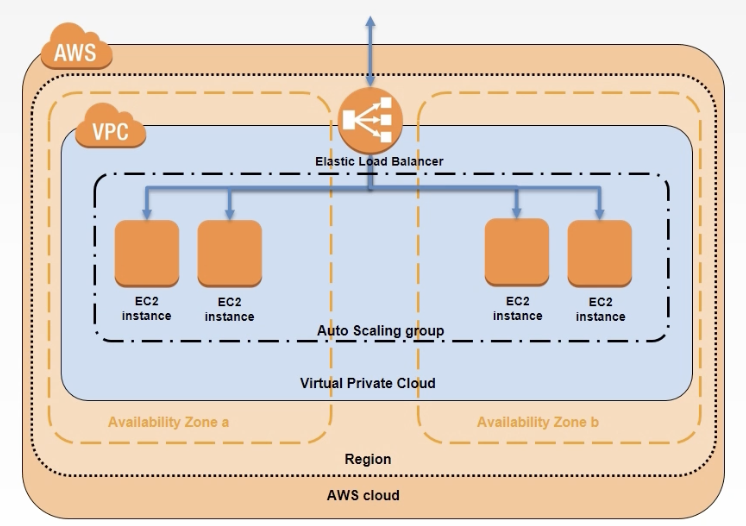 AWS
VPC
Elastic Load Balancer
EC2
instance
EC2
instance
EC2
instance
EC2
instance
Auto Scaling group
Virtual Private Cloud
Availability Zone a
Availability Zone b
Region
AWS cloud